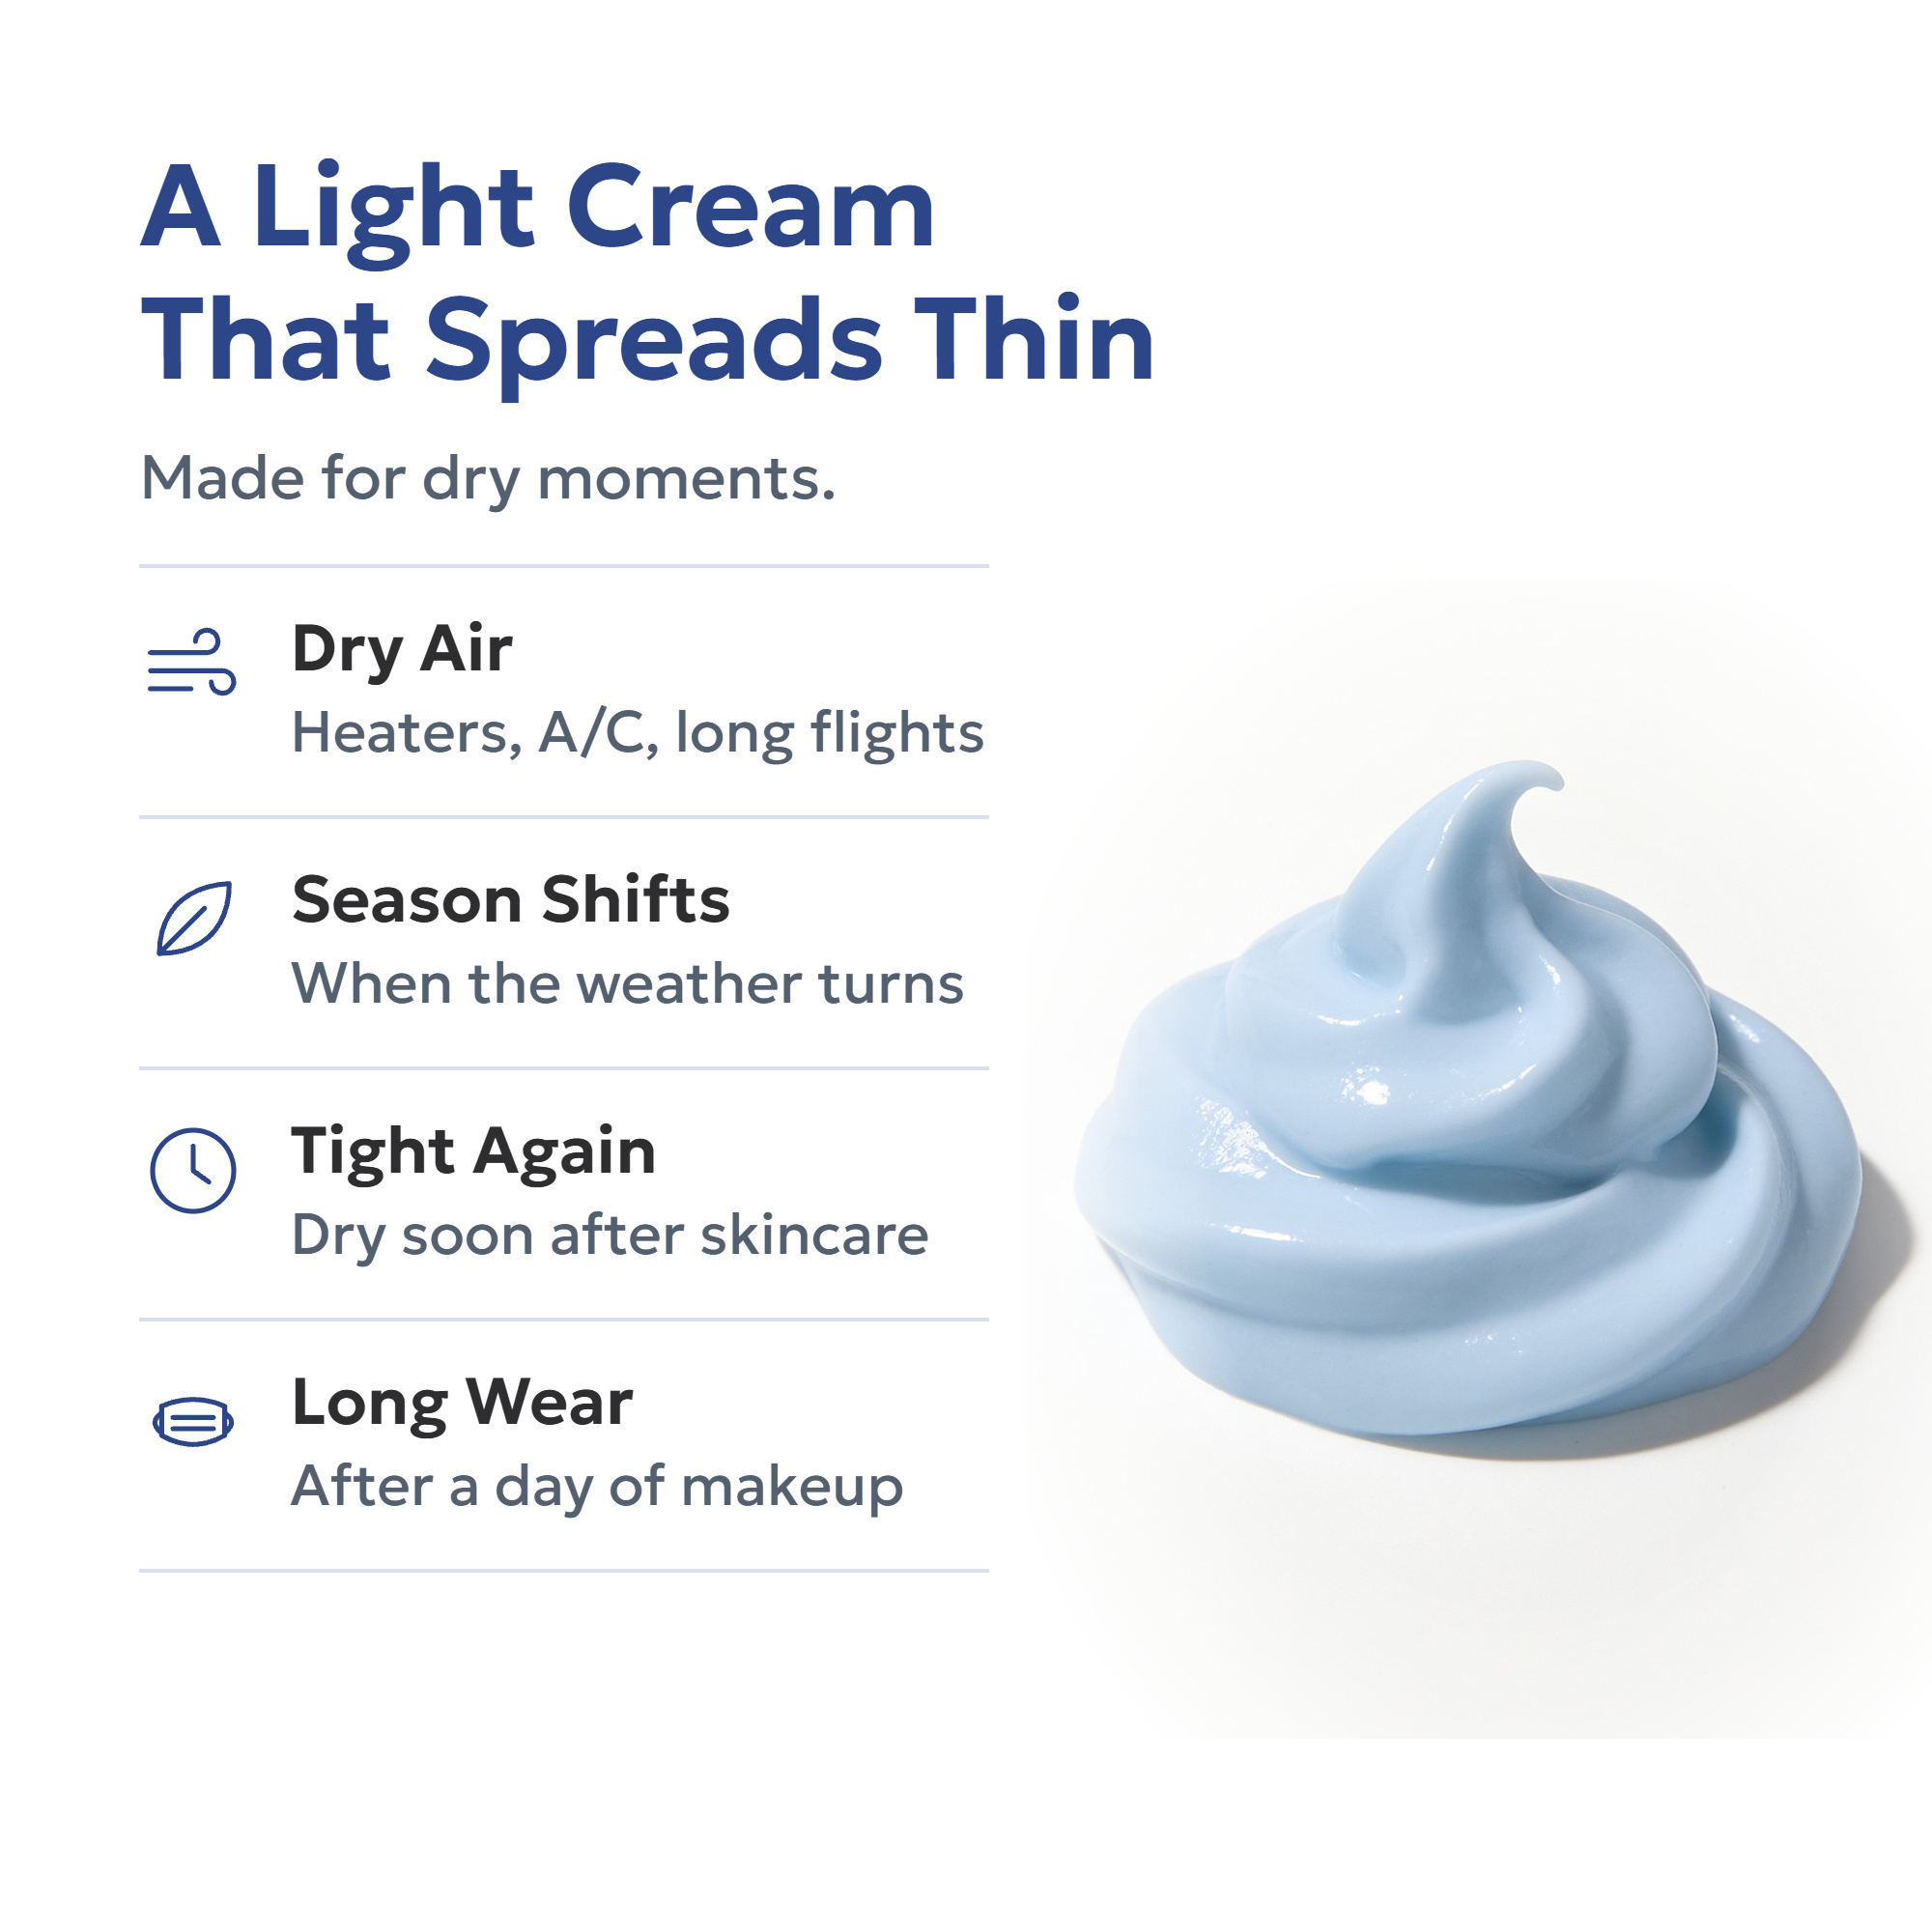 A Light Cream
That Spreads Thin
Made for dry moments.
Dry Air
Heaters, A/C, long flights
Season Shifts
When the weather turns
Tight Again
Dry soon after skincare
Long Wear
After a day of makeup